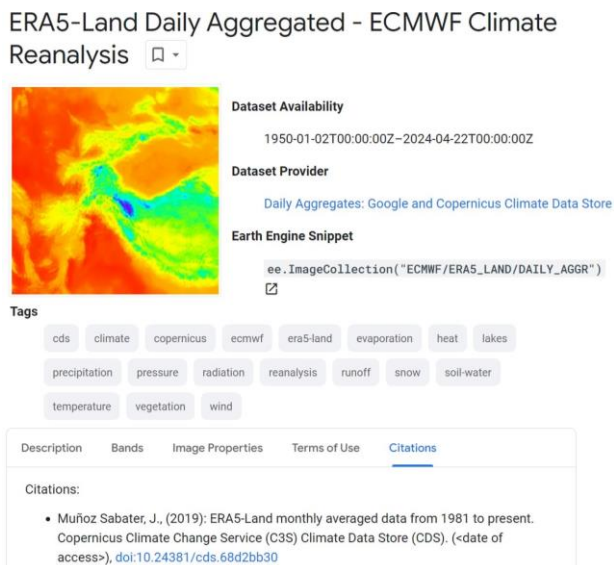 ERA5-Land Daily Aggregated - ECMWF Climate
Reanalysis
Dataset Availability
1950-01-02T00:00:00Z–2024-04-22T00:00:00Z
Dataset Provider
Daily Aggregates: Google and Copernicus Climate Data Store
Earth Engine Snippet
ee.ImageCollection("ECMWF/ERA5_LAND/DAILY_AGGR")
Tags
cds climate copernicus ecmwf era5-land evaporation heat lakes
precipitation pressure radiation reanalysis runoff snow soil-water
temperature vegetation wind
Description Bands Image Properties Terms of Use Citations
Citations:
• Muñoz Sabater, J., (2019): ERA5-Land monthly averaged data from 1981 to present.
Copernicus Climate Change Service (C3S) Climate Data Store (CDS). (<date of
access>), doi:10.24381/cds.68d2bb30